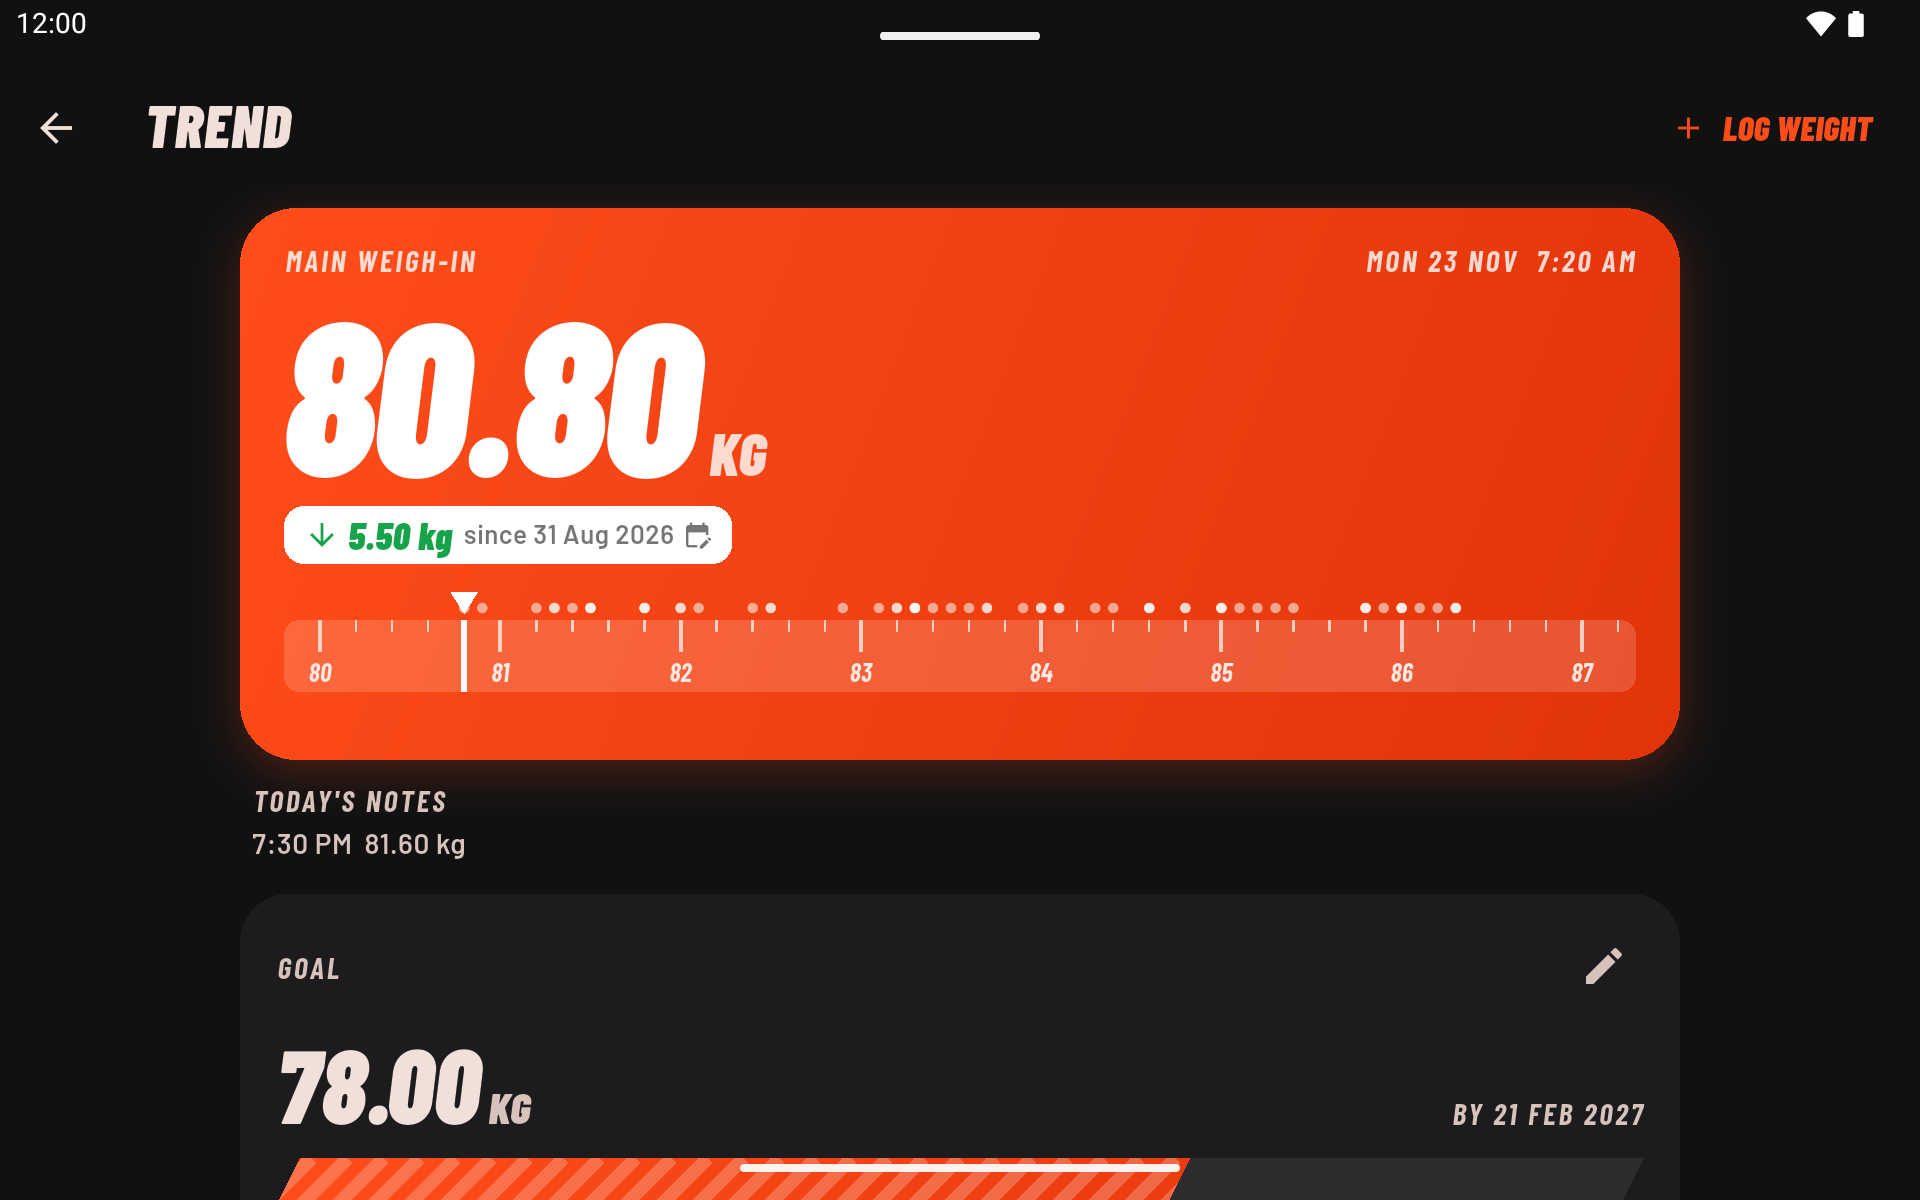 12:00
TREND
LOG WEIGHT
MAIN WEIGH-IN
MON 23 NOV 7:20 AM
80.80 KG
5.50 kg since 31 Aug 2026
80 81 82 83 84 85 86 87
TODAY'S NOTES
7:30 PM 81.60 kg
GOAL
78.00 KG
BY 21 FEB 2027